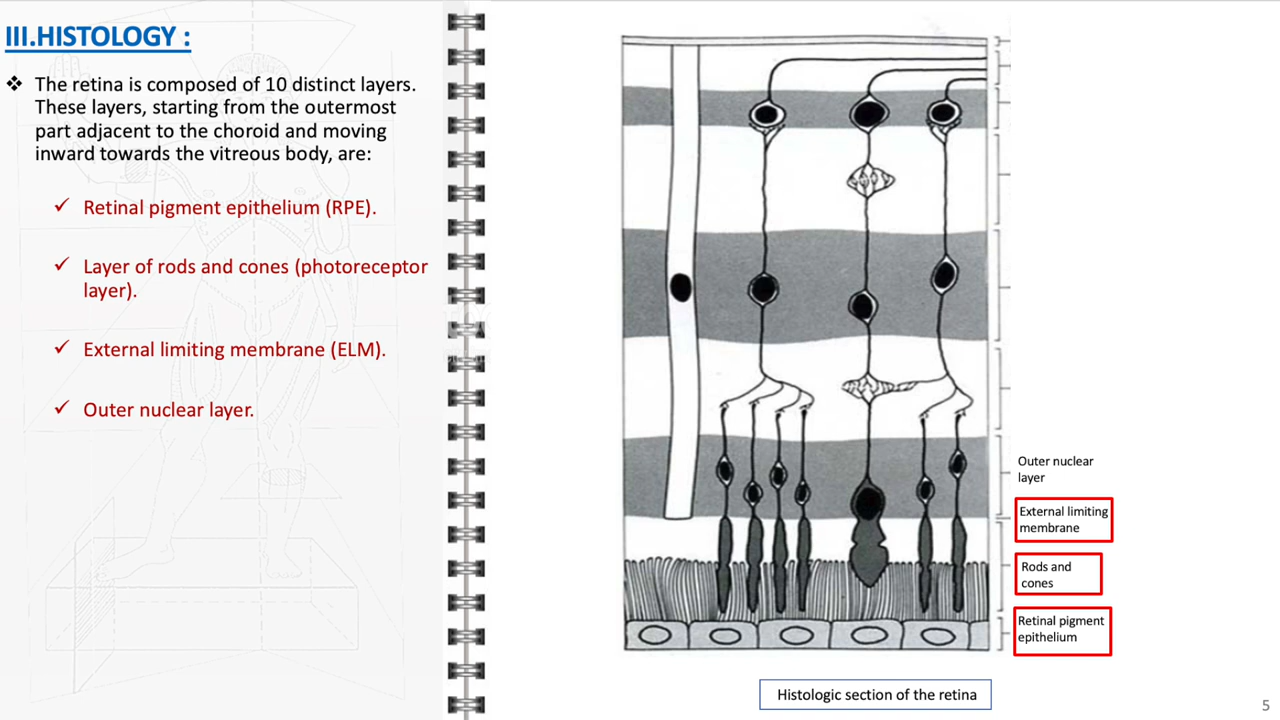 III.HISTOLOGY :
❖ The retina is composed of 10 distinct layers.
These layers, starting from the outermost
part adjacent to the choroid and moving
inward towards the vitreous body, are:
✓ Retinal pigment epithelium (RPE).
✓ Layer of rods and cones (photoreceptor
layer).
✓ External limiting membrane (ELM).
✓ Outer nuclear layer.
Outer nuclear
layer
External limiting
membrane
Rods and
cones
Retinal pigment
epithelium
Histologic section of the retina
5